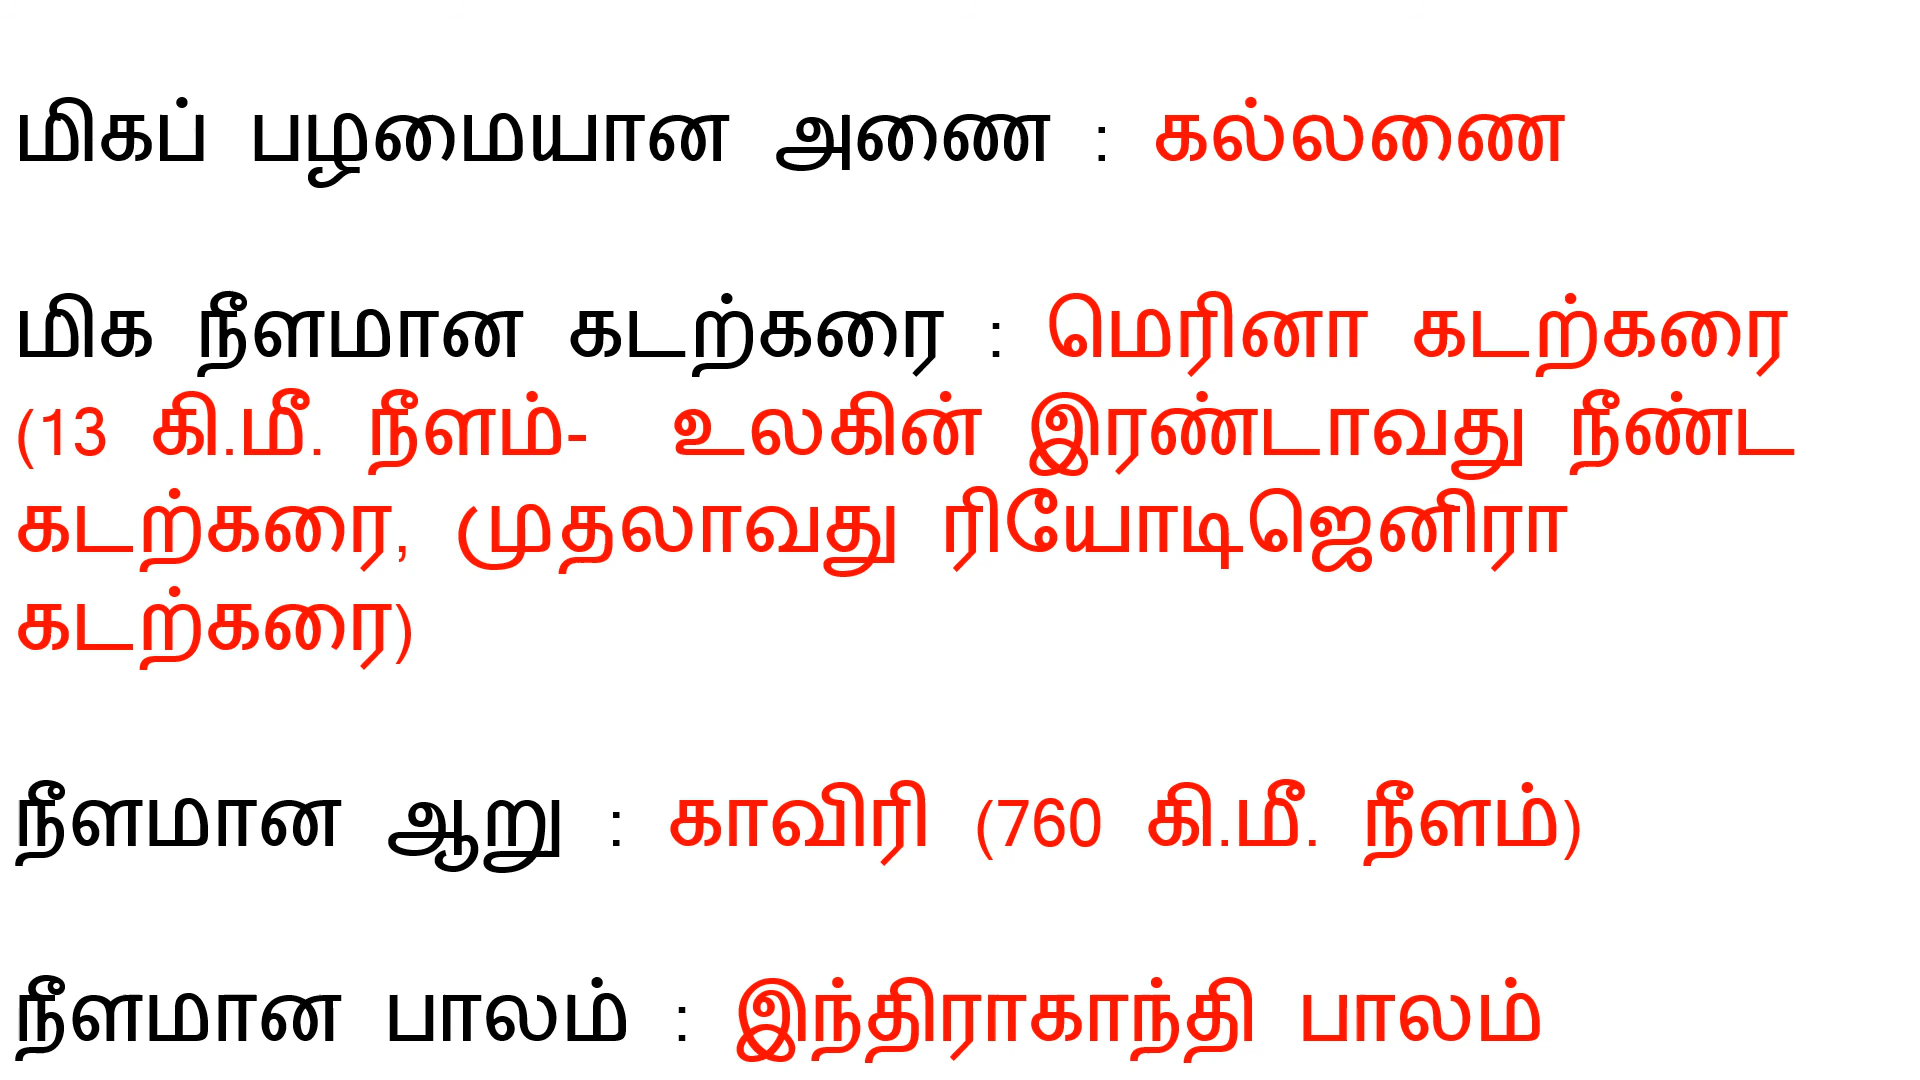 மிகப் பழமையான அணை : கல்லணை
மிக நீளமான கடற்கரை : மெரினா கடற்கரை
(13 கி.மீ. நீளம்- உலகின் இரண்டாவது நீண்ட
கடற்கரை, முதலாவது ரியோடிஜெனிரா
கடற்கரை)
நீளமான ஆறு : காவிரி (760 கி.மீ. நீளம்)
நீளமான பாலம் : இந்திராகாந்தி பாலம்